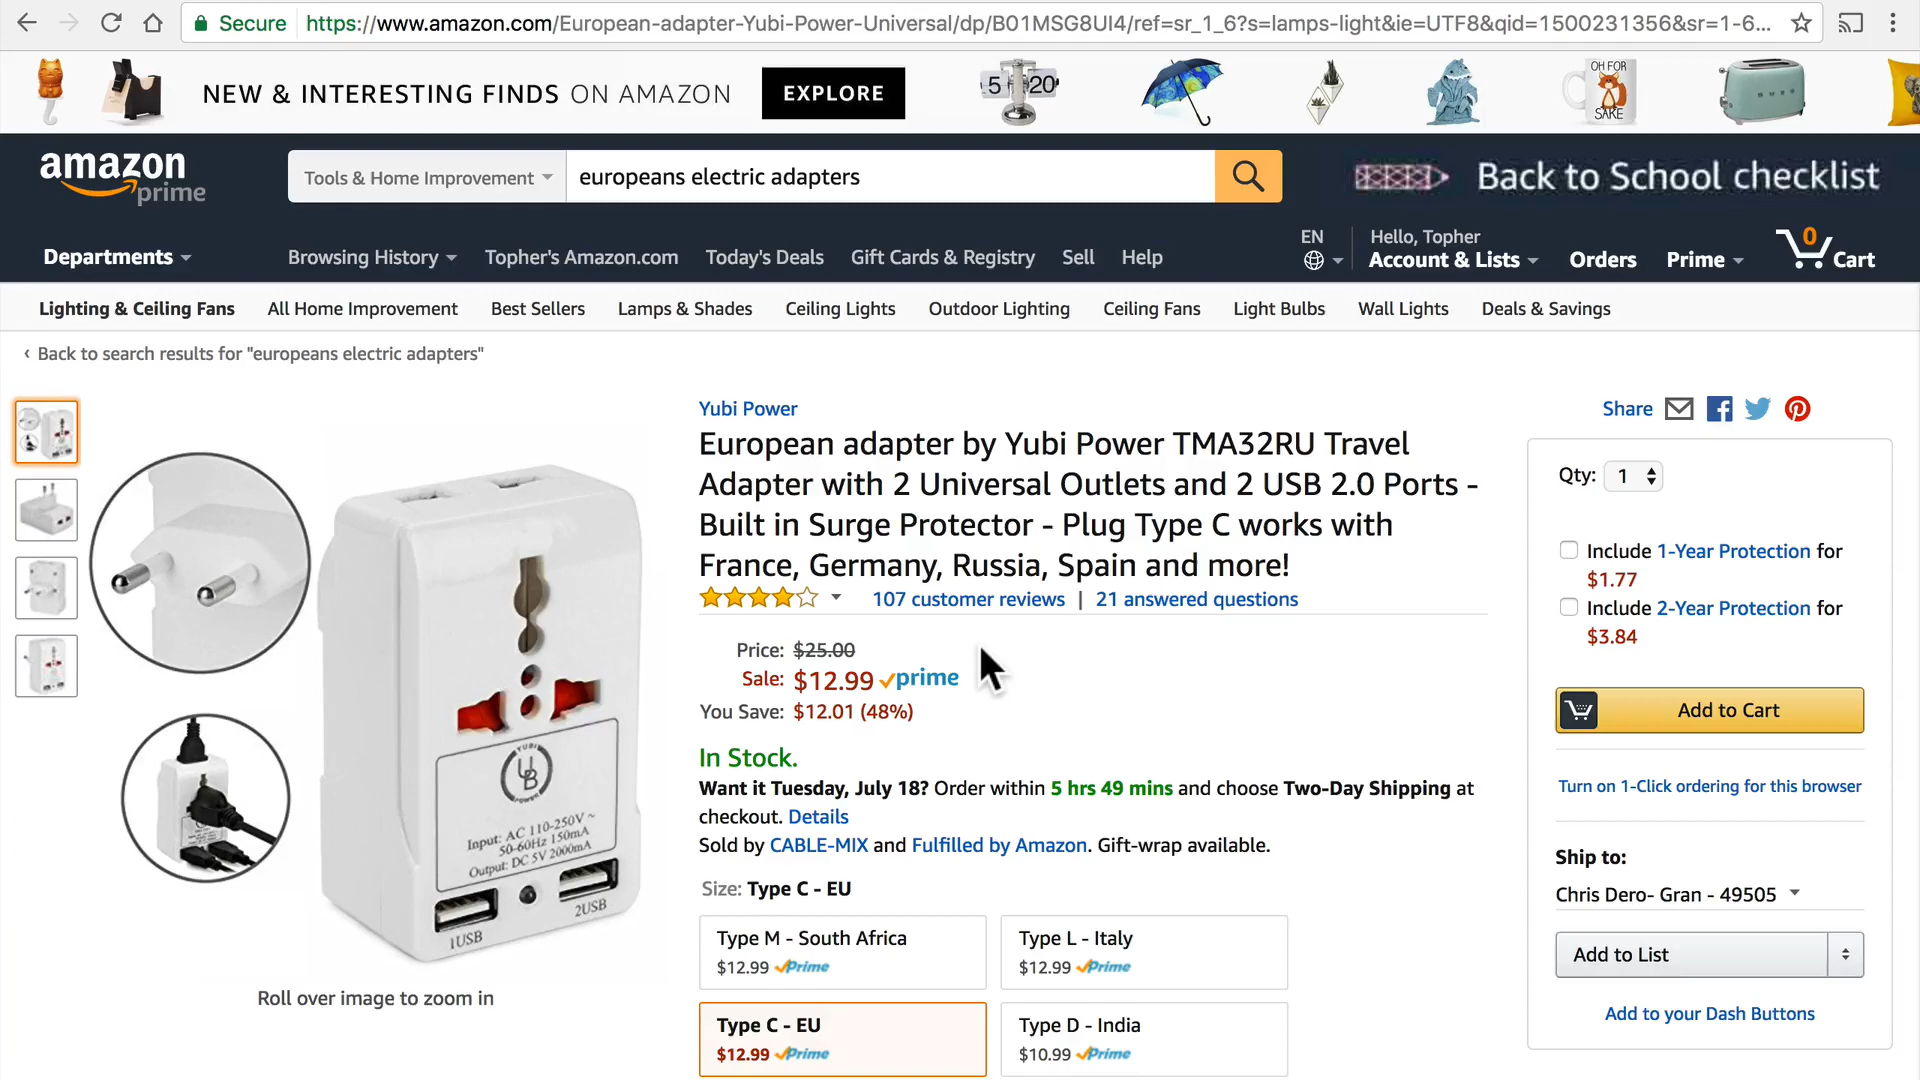 Secure https://www.amazon.com/European-adapter-Yubi-Power-Universal/dp/B01MSG8UI4/ref=sr_1_6?s=lamps-light&ie=UTF8&qid=1500231356&sr=1-6...
NEW & INTERESTING FINDS ON AMAZON EXPLORE
5 20
OH FOR
SAKE
amazon
prime
Tools & Home Improvement
europeans electric adapters
Back to School checklist
Departments
Browsing History
Topher's Amazon.com
Today's Deals
Gift Cards & Registry
Sell
Help
EN
Hello, Topher
Account & Lists
Orders
Prime
0
Cart
Lighting & Ceiling Fans
All Home Improvement
Best Sellers
Lamps & Shades
Ceiling Lights
Outdoor Lighting
Ceiling Fans
Light Bulbs
Wall Lights
Deals & Savings
‹ Back to search results for "europeans electric adapters"
YUBI
UB
POWER
Input: AC 110-250V ~
50-60Hz 150mA
Output: DC 5V 2000mA
1USB
2USB
Roll over image to zoom in
Yubi Power
European adapter by Yubi Power TMA32RU Travel
Adapter with 2 Universal Outlets and 2 USB 2.0 Ports -
Built in Surge Protector - Plug Type C works with
France, Germany, Russia, Spain and more!
107 customer reviews | 21 answered questions
Price: $25.00
Sale: $12.99 prime
You Save: $12.01 (48%)
In Stock.
Want it Tuesday, July 18? Order within 5 hrs 49 mins and choose Two-Day Shipping at
checkout. Details
Sold by CABLE-MIX and Fulfilled by Amazon. Gift-wrap available.
Size: Type C - EU
Type M - South Africa
$12.99 Prime
Type L - Italy
$12.99 Prime
Type C - EU
$12.99 Prime
Type D - India
$10.99 Prime
Share
Qty: 1
Include 1-Year Protection for
$1.77
Include 2-Year Protection for
$3.84
Add to Cart
Turn on 1-Click ordering for this browser
Ship to:
Chris Dero- Gran - 49505
Add to List
Add to your Dash Buttons